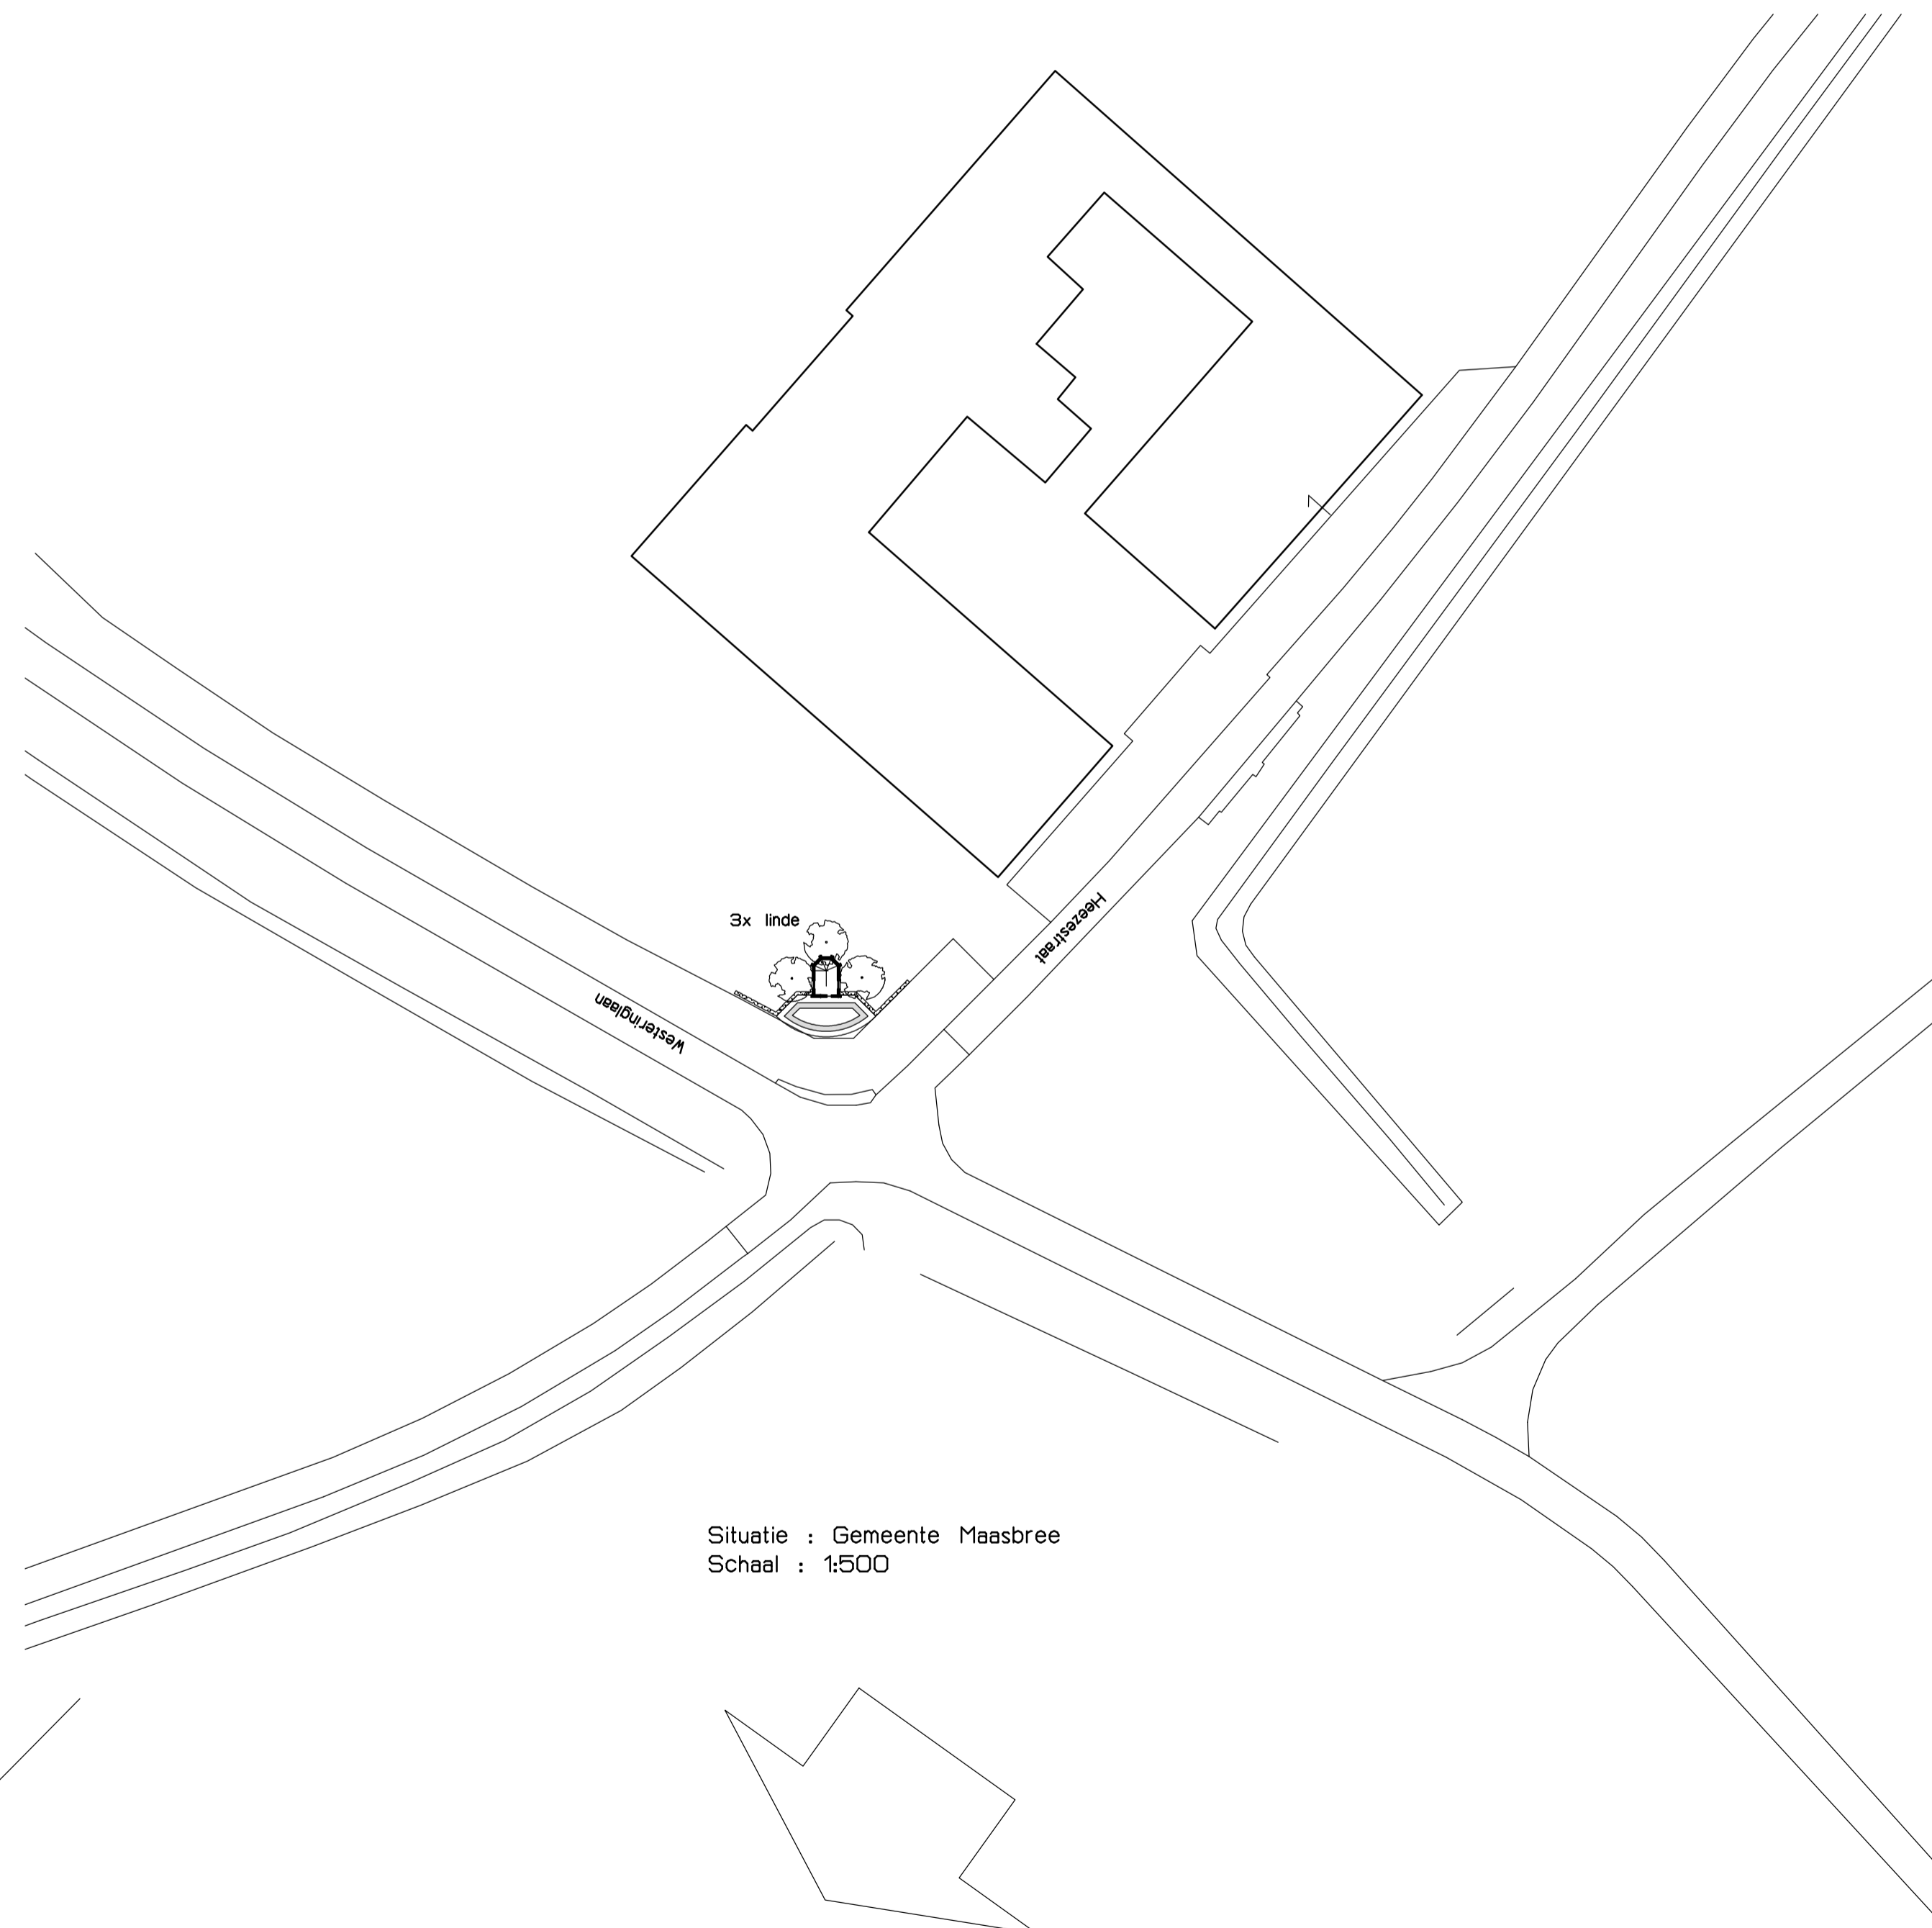 3x linde
Heezestraat
Westeringlaan
Situatie : Gemeente Maasbree
Schaal : 1:500